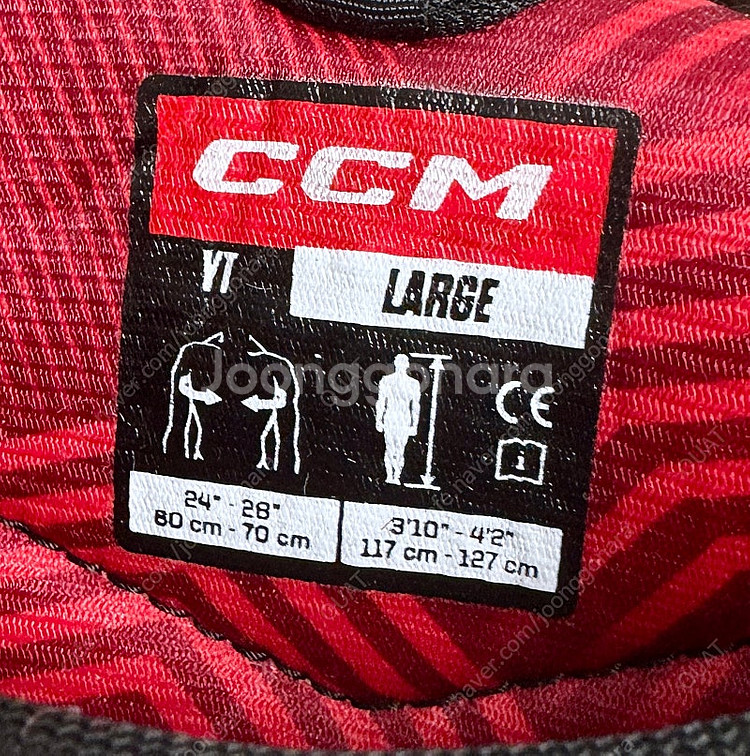 CCM
YT LARGE
Joonggonara
CE
i
24" - 28"
60 cm - 70 cm
3'10" - 4'2"
117 cm - 127 cm